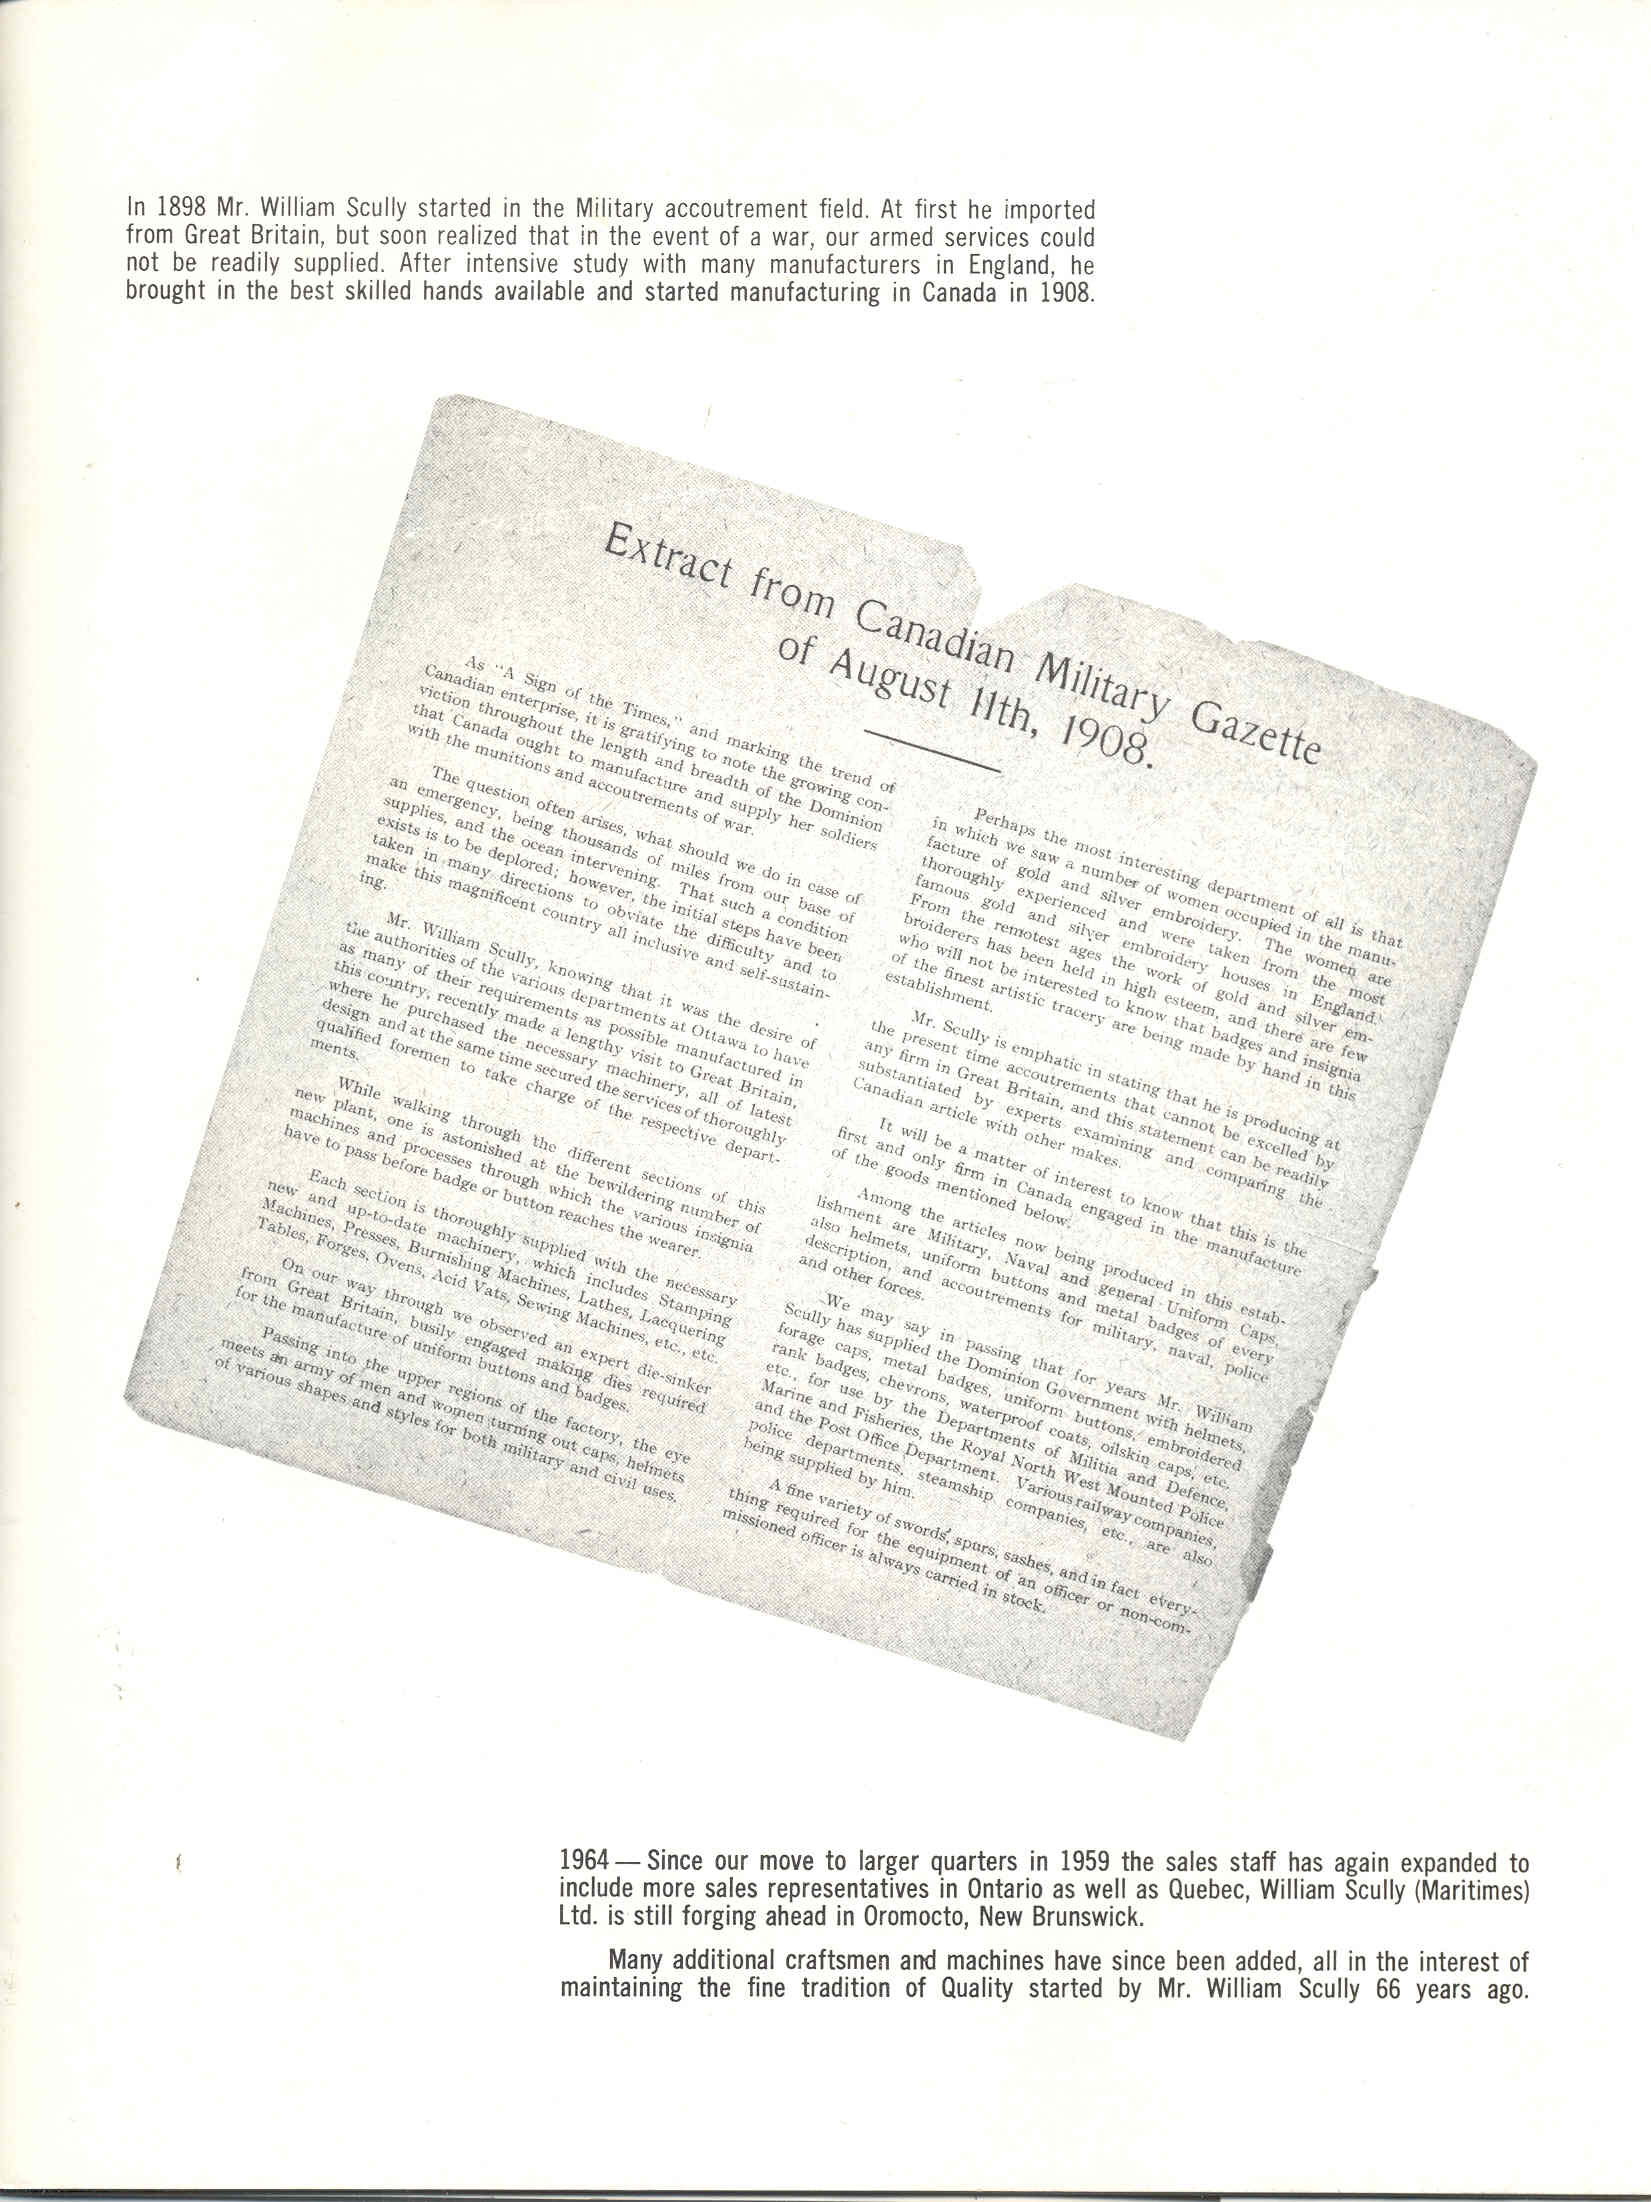 In 1898 Mr. William Scully started in the Military accoutrement field. At first he imported
from Great Britain, but soon realized that in the event of a war, our armed services could
not be readily supplied. After intensive study with many manufacturers in England, he
brought in the best skilled hands available and started manufacturing in Canada in 1908.
Extract from Canadian Military Gazette
of August 11th, 1908.
As "A Sign of the Times," and marking the trend of
Canadian enterprise, it is gratifying to note the growing con-
viction throughout the length and breadth of the Dominion
that Canada ought to manufacture and supply her soldiers
with the munitions and accoutrements of war.
The question often arises, what should we do in case of
an emergency, being thousands of miles from our base of
supplies, and the ocean intervening. That such a condition
exists is to be deplored; however, the initial steps have been
taken in many directions to obviate the difficulty and to
make this magnificent country all inclusive and self-sustain-
ing.
Mr. William Scully, knowing that it was the desire of
the authorities of the various departments at Ottawa to have
as many of their requirements as possible manufactured in
this country, recently made a lengthy visit to Great Britain,
where he purchased the necessary machinery, all of latest
design and at the same time secured the services of thoroughly
qualified foremen to take charge of the respective depart-
ments.
While walking through the different sections of this
new plant, one is astonished at the bewildering number of
machines and processes through which the various insignia
have to pass before badge or button reaches the wearer.
Each section is thoroughly supplied with the necessary
new and up-to-date machinery, which includes Stamping
Machines, Presses, Burnishing Machines, Lathes, Lacquering
Tables, Forges, Ovens, Acid Vats, Sewing Machines, etc., etc.
On our way through we observed an expert die-sinker
from Great Britain, busily engaged making dies required
for the manufacture of uniform buttons and badges.
Passing into the upper regions of the factory, the eye
meets an army of men and women turning out caps, helmets
of various shapes and styles for both military and civil uses.
Perhaps the most interesting department of all is that
in which we saw a number of women occupied in the manu-
facture of gold and silver embroidery. The women are
thoroughly experienced and were taken from the most
famous gold and silver embroidery houses in England.
From the remotest ages the work of gold and silver em-
broiderers has been held in high esteem, and there are few
who will not be interested to know that badges and insignia
of the finest artistic tracery are being made by hand in this
establishment.
Mr. Scully is emphatic in stating that he is producing at
the present time accoutrements that cannot be excelled by
any firm in Great Britain, and this statement can be readily
substantiated by experts examining and comparing the
Canadian article with other makes.
It will be a matter of interest to know that this is the
first and only firm in Canada engaged in the manufacture
of the goods mentioned below.
Among the articles now being produced in this estab-
lishment are Military, Naval and general Uniform Caps,
also helmets, uniform buttons and metal badges of every
description, and accoutrements for military, naval, police
and other forces.
We may say in passing that for years Mr. William
Scully has supplied the Dominion Government with helmets,
forage caps, metal badges, uniform buttons, embroidered
rank badges, chevrons, waterproof coats, oilskin caps, etc.
etc., for use by the Departments of Militia and Defence,
Marine and Fisheries, the Royal North West Mounted Police
and the Post Office Department. Various railway companies,
police departments, steamship companies, etc., are also
being supplied by him.
A fine variety of swords, spurs, sashes, and in fact every-
thing required for the equipment of an officer or non-com-
missioned officer is always carried in stock.
1964 — Since our move to larger quarters in 1959 the sales staff has again expanded to
include more sales representatives in Ontario as well as Quebec, William Scully (Maritimes)
Ltd. is still forging ahead in Oromocto, New Brunswick.
Many additional craftsmen and machines have since been added, all in the interest of
maintaining the fine tradition of Quality started by Mr. William Scully 66 years ago.